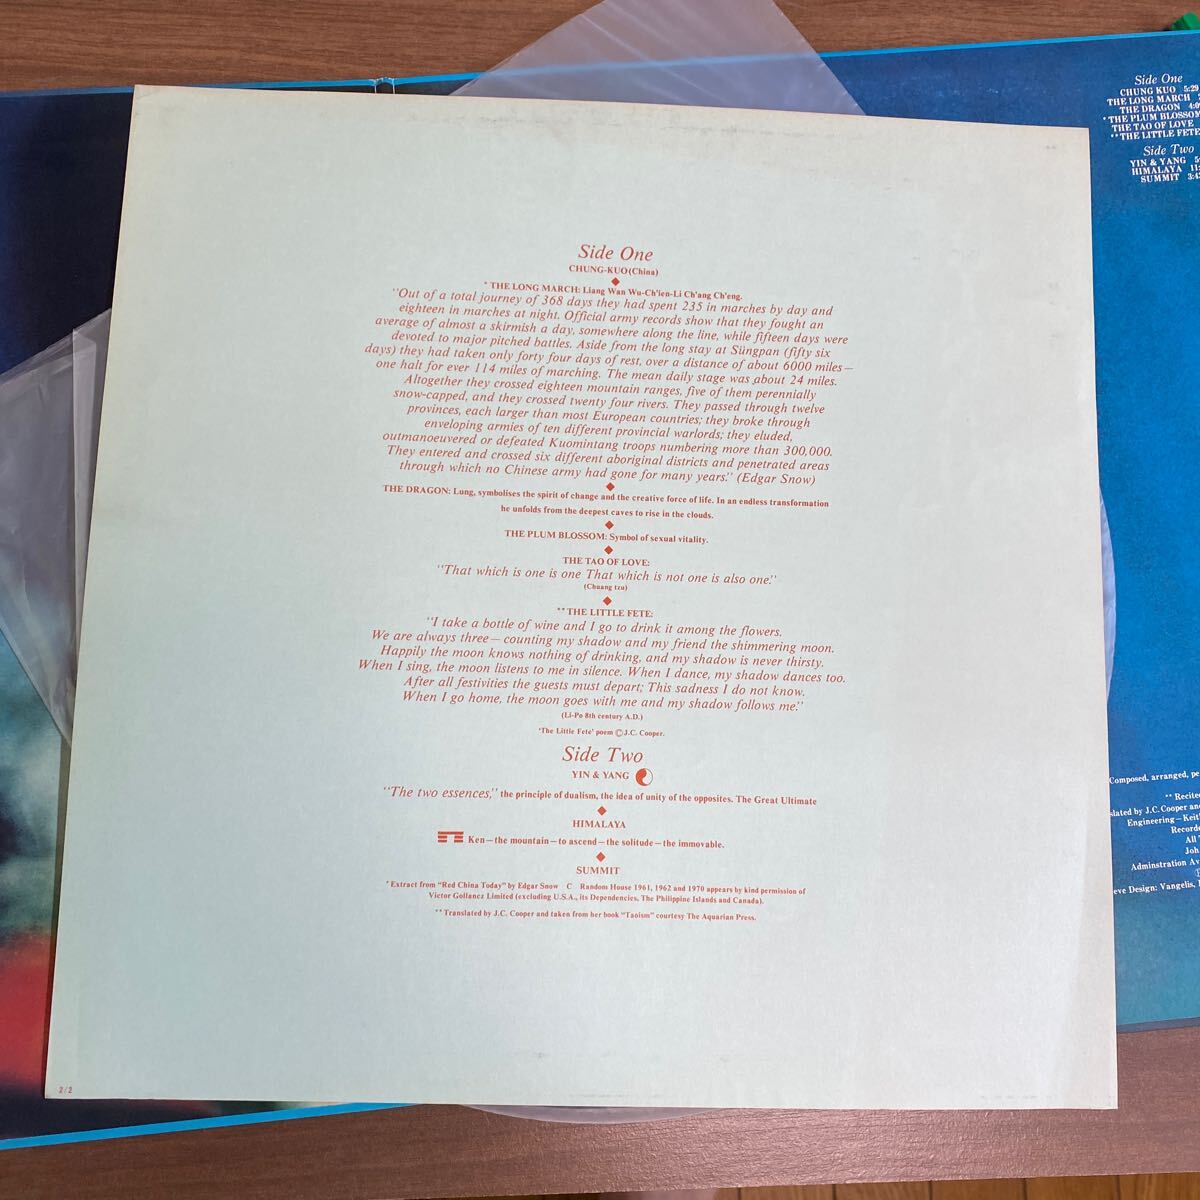 Side One
CHUNG-KUO(China)
* THE LONG MARCH: Liang Wan Wu-Ch'ien-Li Ch'ang Ch'eng.
"Out of a total journey of 368 days they had spent 235 in marches by day and
eighteen in marches at night. Official army records show that they fought an
average of almost a skirmish a day, somewhere along the line, while fifteen days were
devoted to major pitched battles. Aside from the long stay at Süngpan (fifty six
days) they had taken only forty four days of rest, over a distance of about 6000 miles—
one halt for ever 114 miles of marching. The mean daily stage was about 24 miles.
Altogether they crossed eighteen mountain ranges, five of them perennially
snow-capped, and they crossed twenty four rivers. They passed through twelve
provinces, each larger than most European countries; they broke through
enveloping armies of ten different provincial warlords; they eluded,
outmanoeuvered or defeated Kuomintang troops numbering more than 300,000.
They entered and crossed six different aboriginal districts and penetrated areas
through which no Chinese army had gone for many years." (Edgar Snow)
THE DRAGON: Lung, symbolises the spirit of change and the creative force of life. In an endless transformation
he unfolds from the deepest caves to rise in the clouds.
THE PLUM BLOSSOM: Symbol of sexual vitality.
THE TAO OF LOVE:
"That which is one is one That which is not one is also one."
(Chuang tzu)
** THE LITTLE FETE:
"I take a bottle of wine and I go to drink it among the flowers.
We are always three — counting my shadow and my friend the shimmering moon.
Happily the moon knows nothing of drinking, and my shadow is never thirsty.
When I sing, the moon listens to me in silence. When I dance, my shadow dances too.
After all festivities the guests must depart; This sadness I do not know.
When I go home, the moon goes with me and my shadow follows me."
(Li-Po 8th century A.D.)
'The Little Fete' poem © J.C. Cooper.
Side Two
YIN & YANG
"The two essences," the principle of dualism, the idea of unity of the opposites. The Great Ultimate
HIMALAYA
Ken—the mountain—to ascend—the solitude—the immovable.
SUMMIT
* Extract from "Red China Today" by Edgar Snow C Random House 1961, 1962 and 1970 appears by kind permission of
Victor Gollancz Limited (excluding U.S.A., its Dependencies, The Philippine Islands and Canada).
** Translated by J.C. Cooper and taken from her book "Taoism" courtesy The Aquarian Press.
2/2
Side One
CHUNG KUO 5:29
THE LONG MARCH
THE DRAGON
* THE PLUM BLOSSOM
THE TAO OF LOVE
** THE LITTLE FETE
Side Two
YIN & YANG
HIMALAYA
SUMMIT
Composed, arranged,
**
by J.C. Cooper
Engineering—
All
Adminstration
Design: Vangelis,